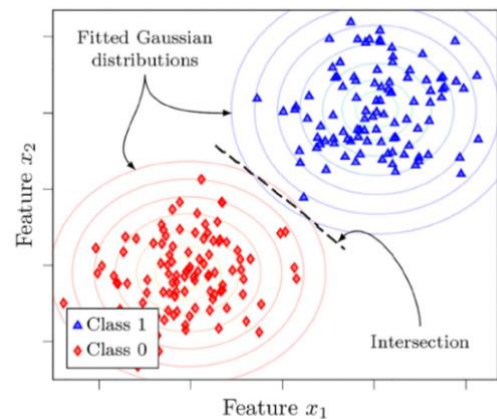 Fitted Gaussian
distributions
Feature x₂
Class 1
Class 0
Intersection
Feature x₁